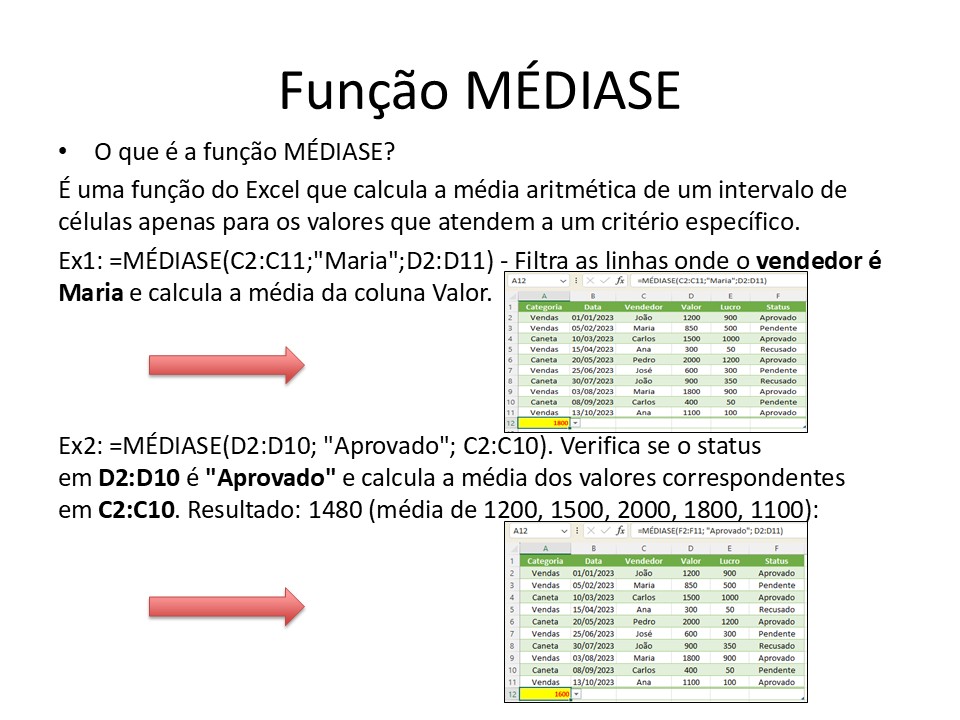 Função MÉDIASE
• O que é a função MÉDIASE?
É uma função do Excel que calcula a média aritmética de um intervalo de
células apenas para os valores que atendem a um critério específico.
Ex1: =MÉDIASE(C2:C11;"Maria";D2:D11) - Filtra as linhas onde o vendedor é
Maria e calcula a média da coluna Valor.
A12 fx =MÉDIASE(C2:C11;"Maria";D2:D11)
A B C D E F
1 Categoria Data Vendedor Valor Lucro Status
2 Vendas 01/01/2023 João 1200 900 Aprovado
3 Vendas 05/02/2023 Maria 850 500 Pendente
4 Caneta 10/03/2023 Carlos 1500 1000 Aprovado
5 Vendas 15/04/2023 Ana 300 50 Recusado
6 Caneta 20/05/2023 Pedro 2000 1200 Aprovado
7 Vendas 25/06/2023 José 600 300 Pendente
8 Caneta 30/07/2023 João 900 350 Recusado
9 Vendas 03/08/2023 Maria 1800 900 Aprovado
10 Caneta 08/09/2023 Carlos 400 50 Pendente
11 Vendas 13/10/2023 Ana 1100 100 Aprovado
12 1800
Ex2: =MÉDIASE(D2:D10; "Aprovado"; C2:C10). Verifica se o status
em D2:D10 é "Aprovado" e calcula a média dos valores correspondentes
em C2:C10. Resultado: 1480 (média de 1200, 1500, 2000, 1800, 1100):
A12 fx =MÉDIASE(F2:F11; "Aprovado"; D2:D11)
A B C D E F
1 Categoria Data Vendedor Valor Lucro Status
2 Vendas 01/01/2023 João 1200 900 Aprovado
3 Vendas 05/02/2023 Maria 850 500 Pendente
4 Caneta 10/03/2023 Carlos 1500 1000 Aprovado
5 Vendas 15/04/2023 Ana 300 50 Recusado
6 Caneta 20/05/2023 Pedro 2000 1200 Aprovado
7 Vendas 25/06/2023 José 600 300 Pendente
8 Caneta 30/07/2023 João 900 350 Recusado
9 Vendas 03/08/2023 Maria 1800 900 Aprovado
10 Caneta 08/09/2023 Carlos 400 50 Pendente
11 Vendas 13/10/2023 Ana 1100 100 Aprovado
12 1600